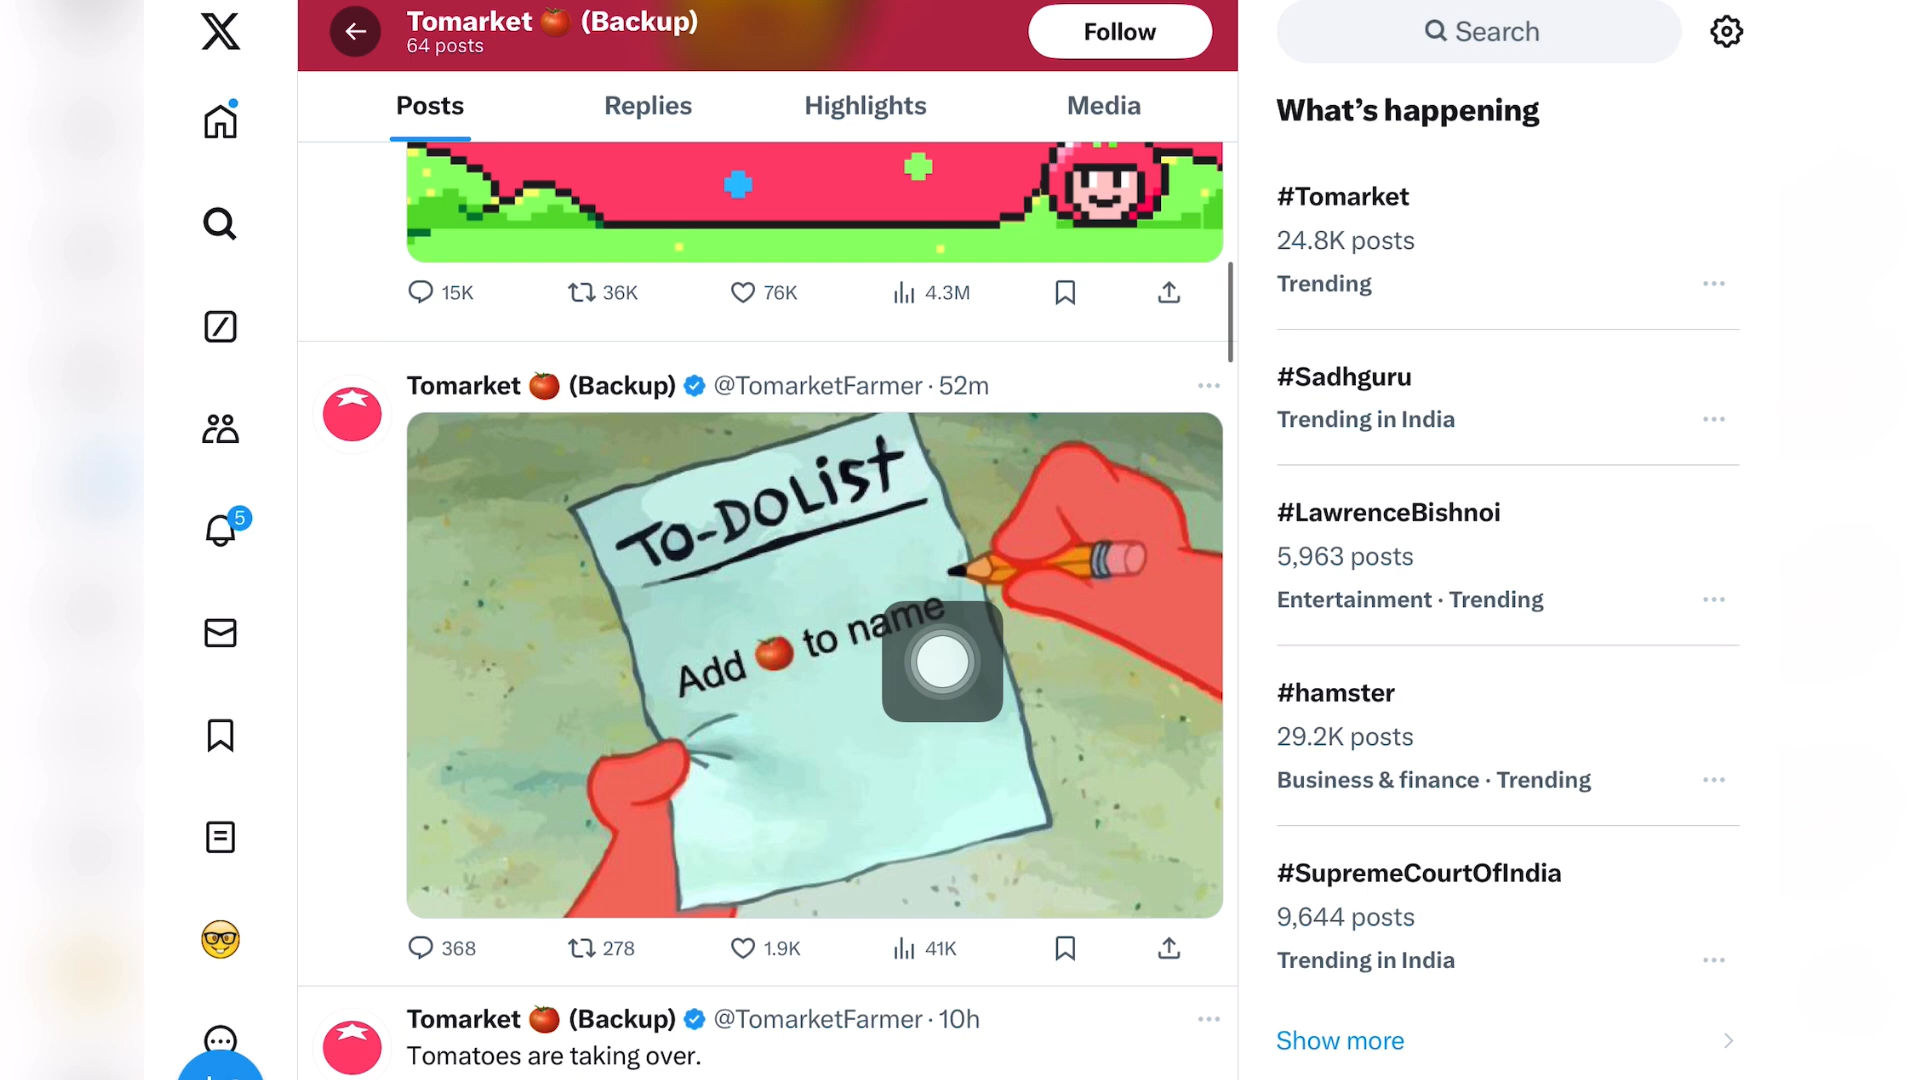 Tomarket 🍅 (Backup)
64 posts
Follow
Search
Posts
Replies
Highlights
Media
What's happening
15K
36K
76K
4.3M
Tomarket 🍅 (Backup) @TomarketFarmer · 52m
TO-DO LIST
Add 🍅 to name
368
278
1.9K
41K
Tomarket 🍅 (Backup) @TomarketFarmer · 10h
Tomatoes are taking over.
5
#Tomarket
24.8K posts
Trending
#Sadhguru
Trending in India
#LawrenceBishnoi
5,963 posts
Entertainment · Trending
#hamster
29.2K posts
Business & finance · Trending
#SupremeCourtOfIndia
9,644 posts
Trending in India
Show more